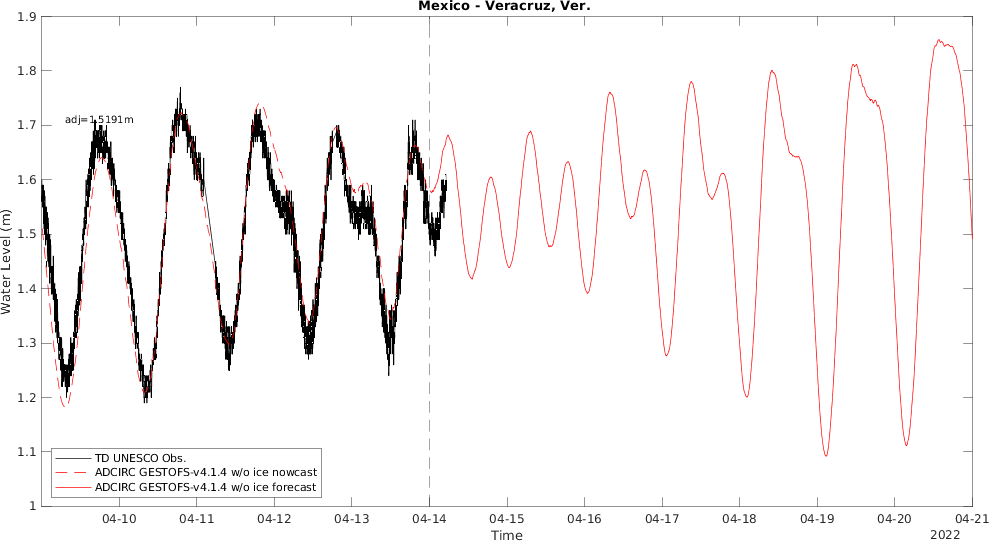 Mexico - Veracruz, Ver.
1.9
1.8
1.7
1.6
1.5
1.4
1.3
1.2
1.1
1
Water Level (m)
adj=1.5191m
TD UNESCO Obs.
ADCIRC GESTOFS-v4.1.4 w/o ice nowcast
ADCIRC GESTOFS-v4.1.4 w/o ice forecast
04-10 04-11 04-12 04-13 04-14 04-15 04-16 04-17 04-18 04-19 04-20 04-21
Time
2022